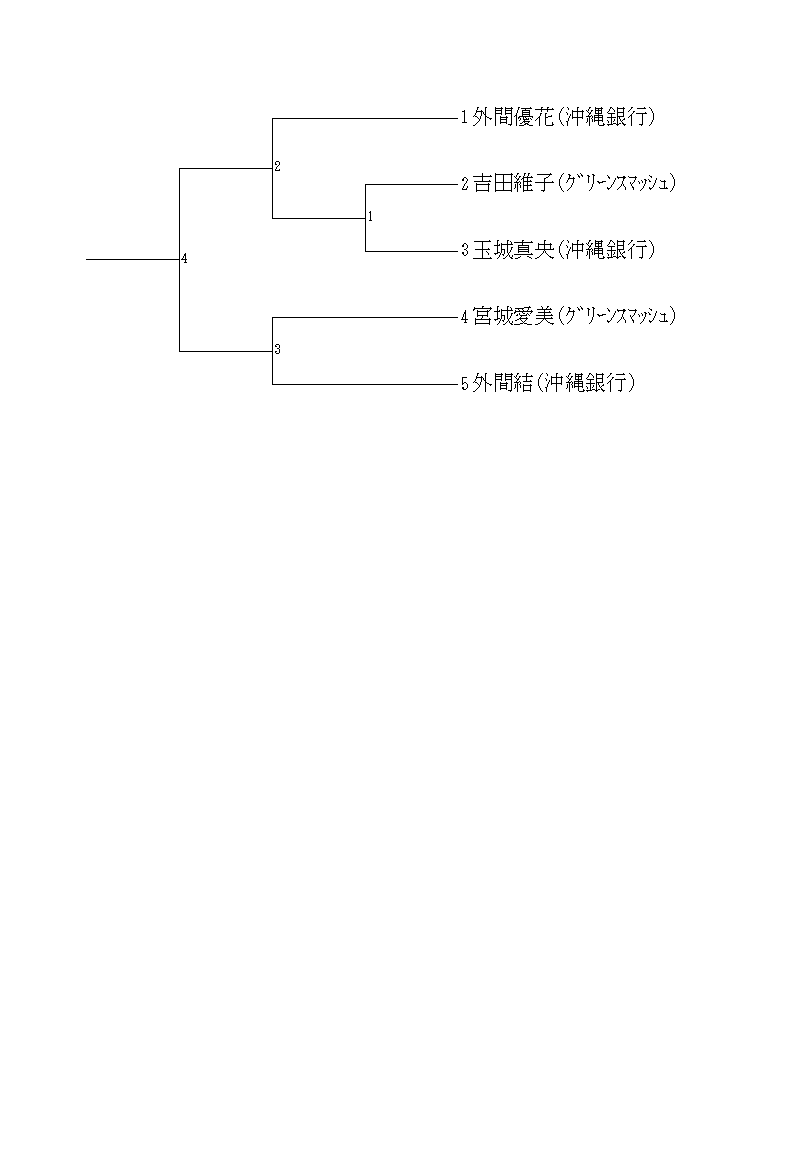 1 外間優花(沖縄銀行)
2
2 吉田維子(ｸﾞﾘｰﾝｽﾏｯｼｭ)
1
3 玉城真央(沖縄銀行)
4
4 宮城愛美(ｸﾞﾘｰﾝｽﾏｯｼｭ)
3
5 外間結(沖縄銀行)